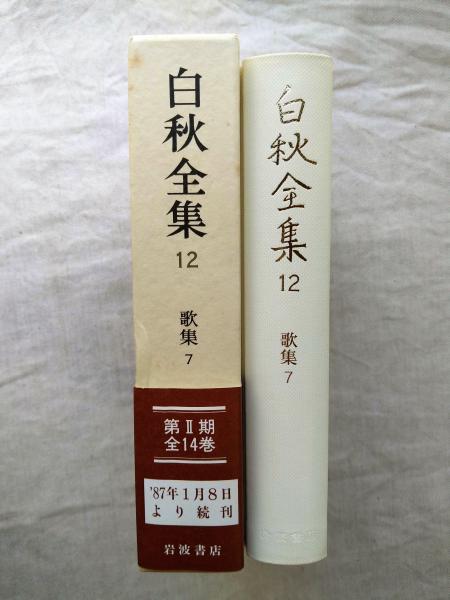 白秋全集
12
歌集
7
第Ⅱ期
全14巻
'87年1月8日
より続刊
岩波書店
白秋全集
12
歌集
7